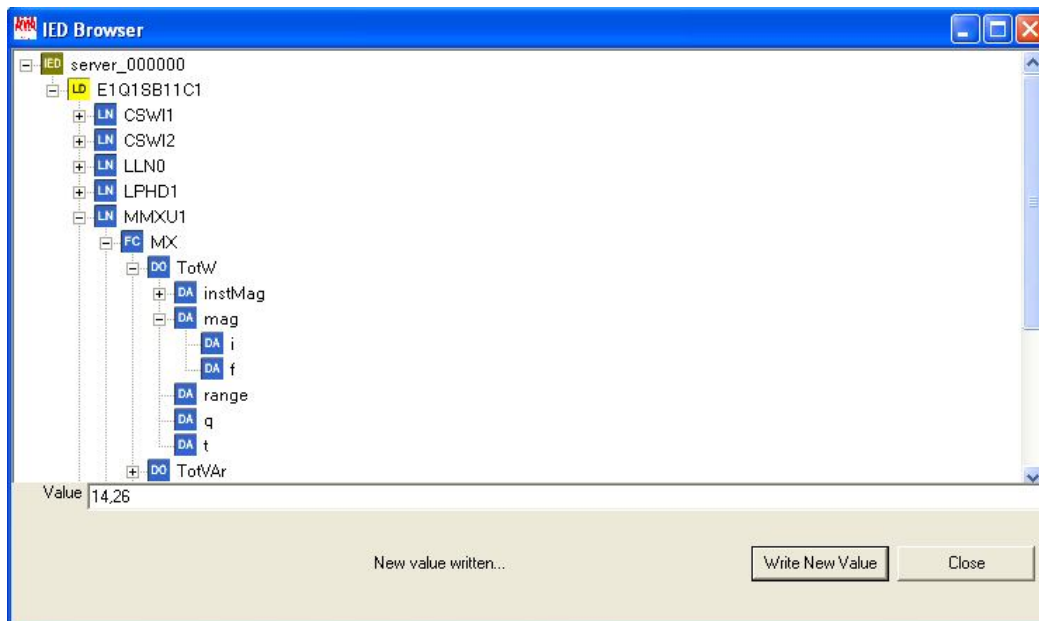 IED Browser
IED server_000000
LD E1Q1SB11C1
LN CSWI1
LN CSWI2
LN LLN0
LN LPHD1
LN MMXU1
FC MX
DO TotW
DA instMag
DA mag
DA i
DA f
DA range
DA q
DA t
DO TotVAr
Value 14,26
New value written... Write New Value Close